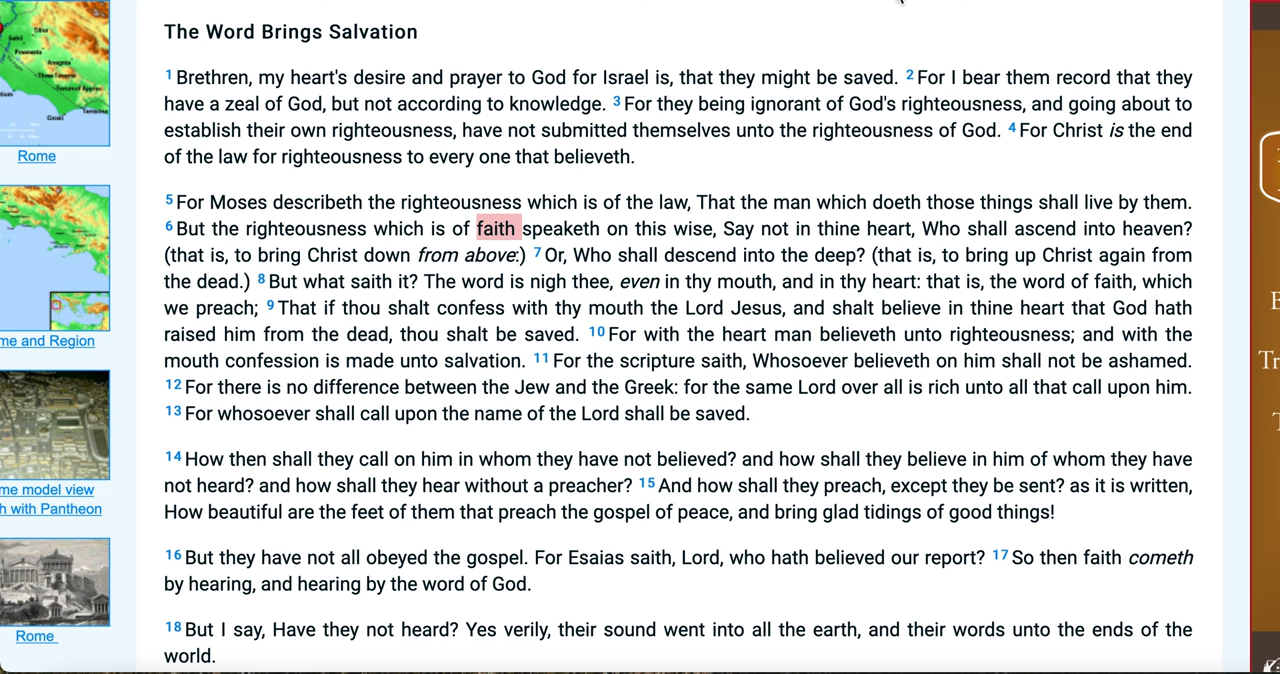 The Word Brings Salvation
1 Brethren, my heart's desire and prayer to God for Israel is, that they might be saved. 2 For I bear them record that they
have a zeal of God, but not according to knowledge. 3 For they being ignorant of God's righteousness, and going about to
establish their own righteousness, have not submitted themselves unto the righteousness of God. 4 For Christ is the end
of the law for righteousness to every one that believeth.
5 For Moses describeth the righteousness which is of the law, That the man which doeth those things shall live by them.
6 But the righteousness which is of faith speaketh on this wise, Say not in thine heart, Who shall ascend into heaven?
(that is, to bring Christ down from above:) 7 Or, Who shall descend into the deep? (that is, to bring up Christ again from
the dead.) 8 But what saith it? The word is nigh thee, even in thy mouth, and in thy heart: that is, the word of faith, which
we preach; 9 That if thou shalt confess with thy mouth the Lord Jesus, and shalt believe in thine heart that God hath
raised him from the dead, thou shalt be saved. 10 For with the heart man believeth unto righteousness; and with the
mouth confession is made unto salvation. 11 For the scripture saith, Whosoever believeth on him shall not be ashamed.
12 For there is no difference between the Jew and the Greek: for the same Lord over all is rich unto all that call upon him.
13 For whosoever shall call upon the name of the Lord shall be saved.
14 How then shall they call on him in whom they have not believed? and how shall they believe in him of whom they have
not heard? and how shall they hear without a preacher? 15 And how shall they preach, except they be sent? as it is written,
How beautiful are the feet of them that preach the gospel of peace, and bring glad tidings of good things!
16 But they have not all obeyed the gospel. For Esaias saith, Lord, who hath believed our report? 17 So then faith cometh
by hearing, and hearing by the word of God.
18 But I say, Have they not heard? Yes verily, their sound went into all the earth, and their words unto the ends of the
world.
Rome
me and Region
me model view
h with Pantheon
Rome